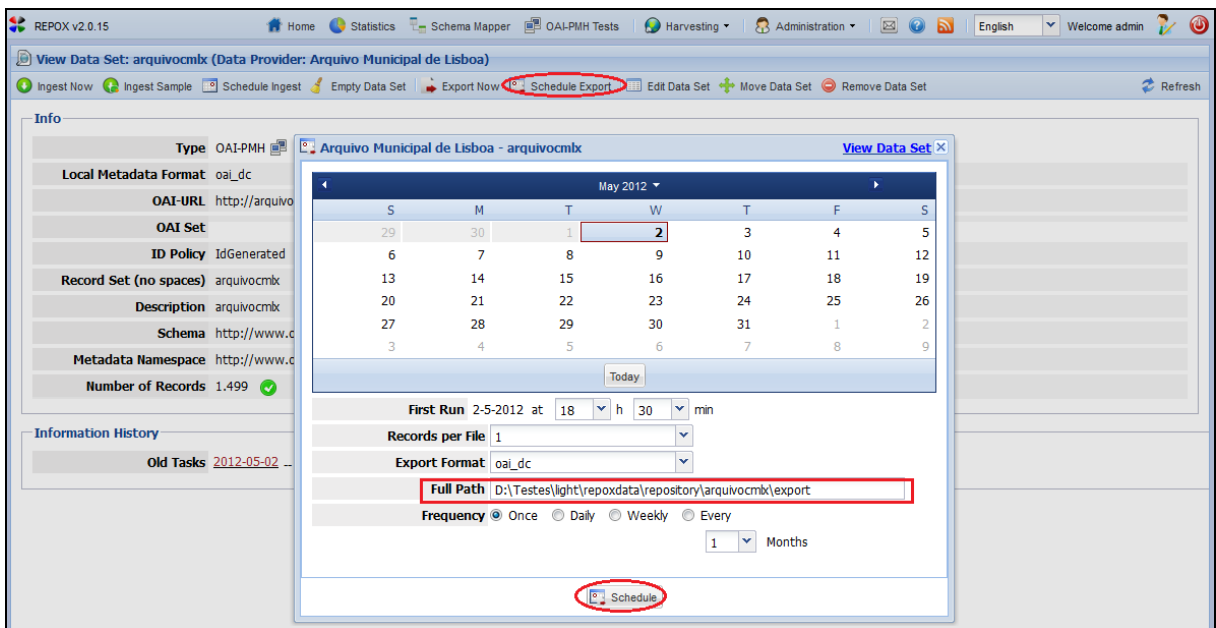 REPOX v2.0.15 Home Statistics Schema Mapper OAI-PMH Tests Harvesting Administration English Welcome admin
View Data Set: arquivocmlx (Data Provider: Arquivo Municipal de Lisboa)
Ingest Now Ingest Sample Schedule Ingest Empty Data Set Export Now Schedule Export Edit Data Set Move Data Set Remove Data Set Refresh
Info
Type OAI-PMH
Local Metadata Format oai_dc
OAI-URL http://arquivo
OAI Set
ID Policy IdGenerated
Record Set (no spaces) arquivocmlx
Description arquivocmlx
Schema http://www.
Metadata Namespace http://www.
Number of Records 1.499
Information History
Old Tasks 2012-05-02 --
Arquivo Municipal de Lisboa - arquivocmlx View Data Set
May 2012
S M T W T F S
29 30 1 2 3 4 5
6 7 8 9 10 11 12
13 14 15 16 17 18 19
20 21 22 23 24 25 26
27 28 29 30 31 1 2
3 4 5 6 7 8 9
Today
First Run 2-5-2012 at 18 h 30 min
Records per File 1
Export Format oai_dc
Full Path D:\Testes\light\repoxdata\repository\arquivocmlx\export
Frequency Once Daily Weekly Every
1 Months
Schedule